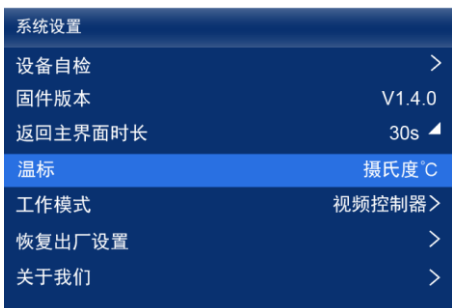 系统设置
设备自检 >
固件版本 V1.4.0
返回主界面时长 30s
温标 摄氏度°C
工作模式 视频控制器>
恢复出厂设置 >
关于我们 >